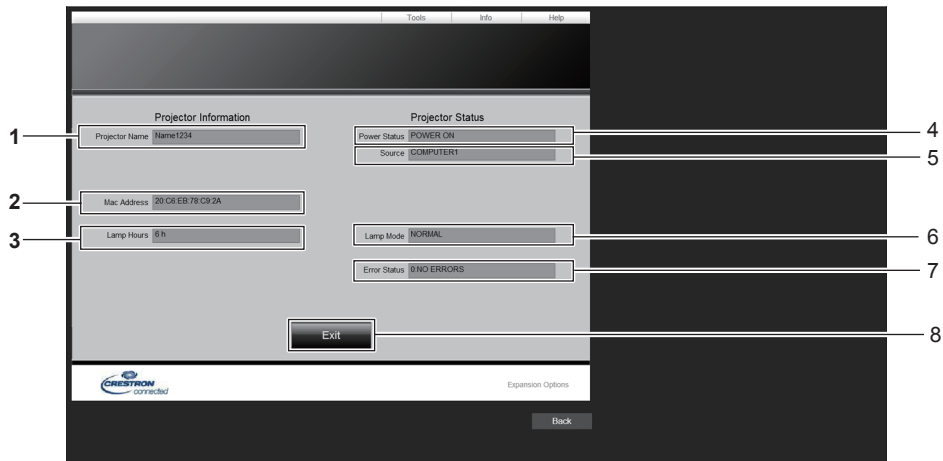 Tools Info Help
Projector Information Projector Status
1 Projector Name Name1234 Power Status POWER ON 4
Source COMPUTER1 5
2 Mac Address 20:C6:EB:78:C9:2A
3 Lamp Hours 6 h Lamp Mode NORMAL 6
Error Status 0:NO ERRORS 7
Exit 8
CRESTRON
connected
Expansion Options
Back